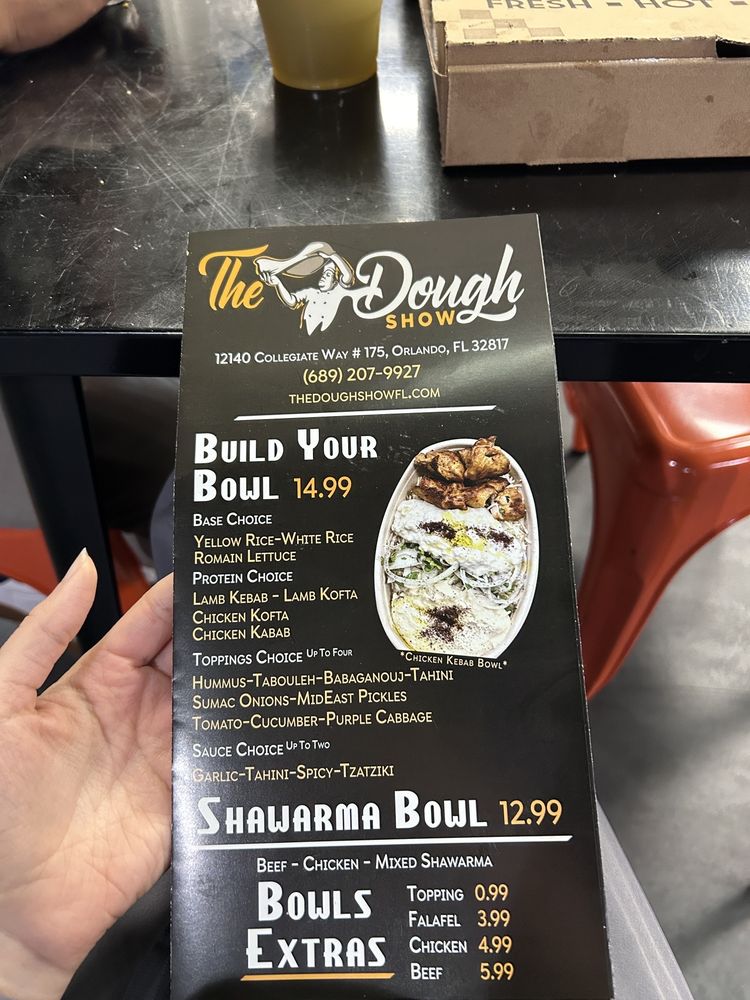 FRESH - HOT -
The Dough
SHOW
12140 Collegiate Way # 175, Orlando, FL 32817
(689) 207-9927
THEDOUGHSHOWFL.COM
Build Your
Bowl 14.99
Base Choice
Yellow Rice-White Rice
Romain Lettuce
Protein Choice
Lamb Kebab - Lamb Kofta
Chicken Kofta
Chicken Kabab
*Chicken Kebab Bowl*
Toppings Choice Up To Four
Hummus-Tabouleh-Babaganouj-Tahini
Sumac Onions-MidEast Pickles
Tomato-Cucumber-Purple Cabbage
Sauce Choice Up To Two
Garlic-Tahini-Spicy-Tzatziki
Shawarma Bowl 12.99
Beef - Chicken - Mixed Shawarma
Bowls
Extras
Topping 0.99
Falafel 3.99
Chicken 4.99
Beef 5.99